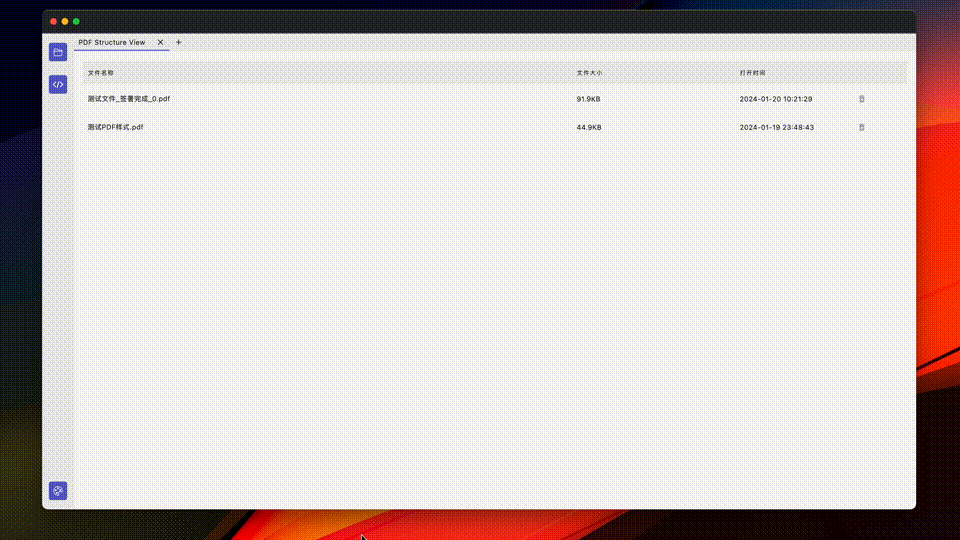 PDF Structure View
文件名称 文件大小 打开时间
测试文件_签署完成_0.pdf 91.9KB 2024-01-20 10:21:29
测试PDF样式.pdf 44.9KB 2024-01-19 23:48:43